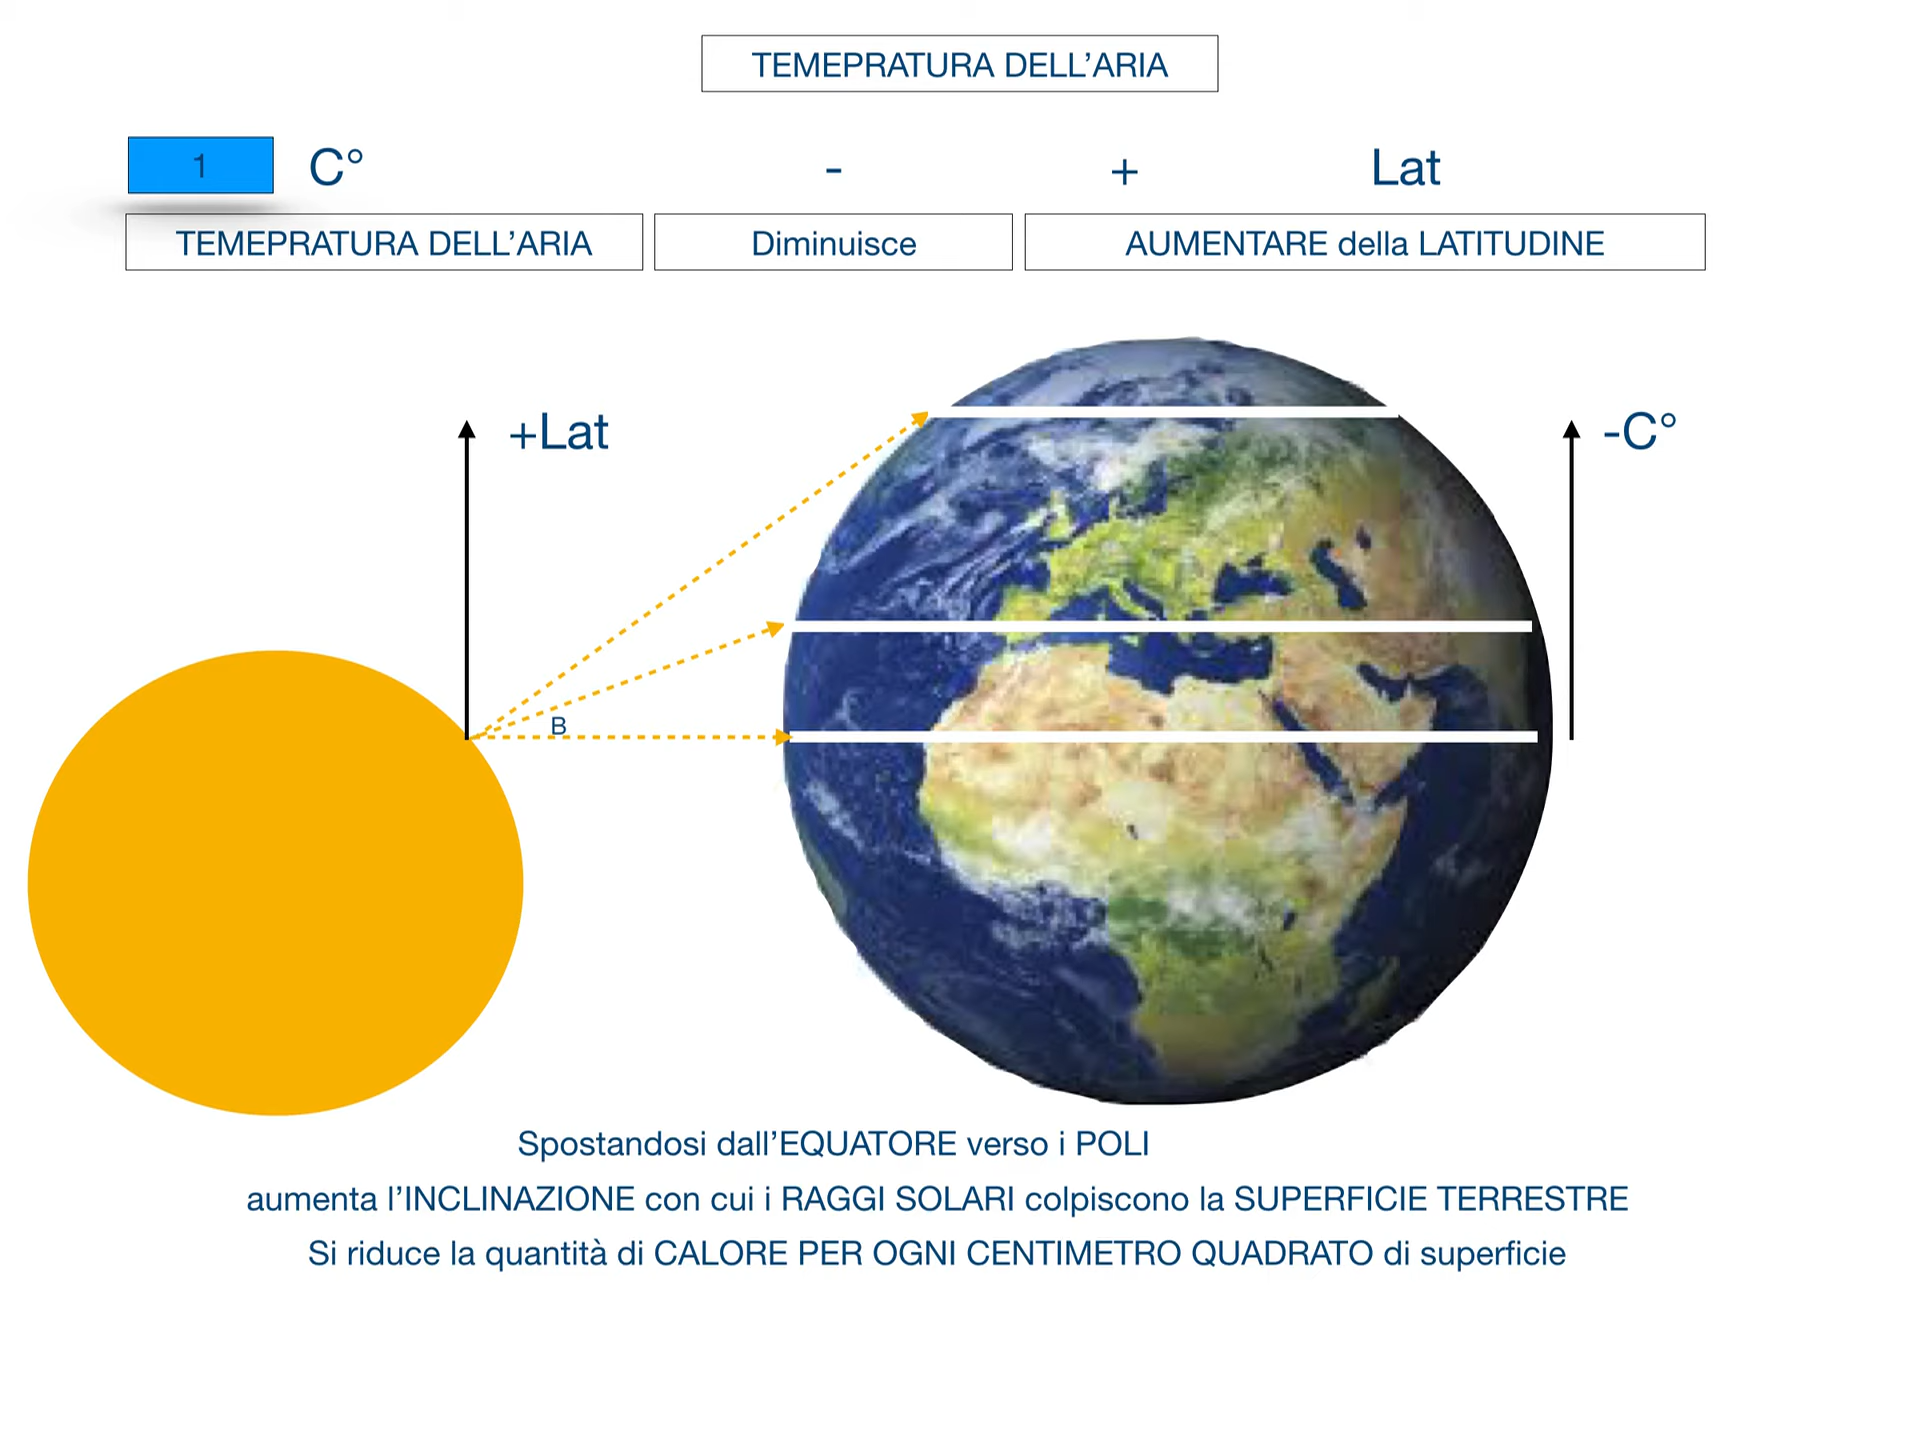 TEMEPRATURA DELL’ARIA
1 C° - + Lat
TEMEPRATURA DELL’ARIA Diminuisce AUMENTARE della LATITUDINE
+Lat -C°
B
Spostandosi dall’EQUATORE verso i POLI
aumenta l’INCLINAZIONE con cui i RAGGI SOLARI colpiscono la SUPERFICIE TERRESTRE
Si riduce la quantità di CALORE PER OGNI CENTIMETRO QUADRATO di superficie